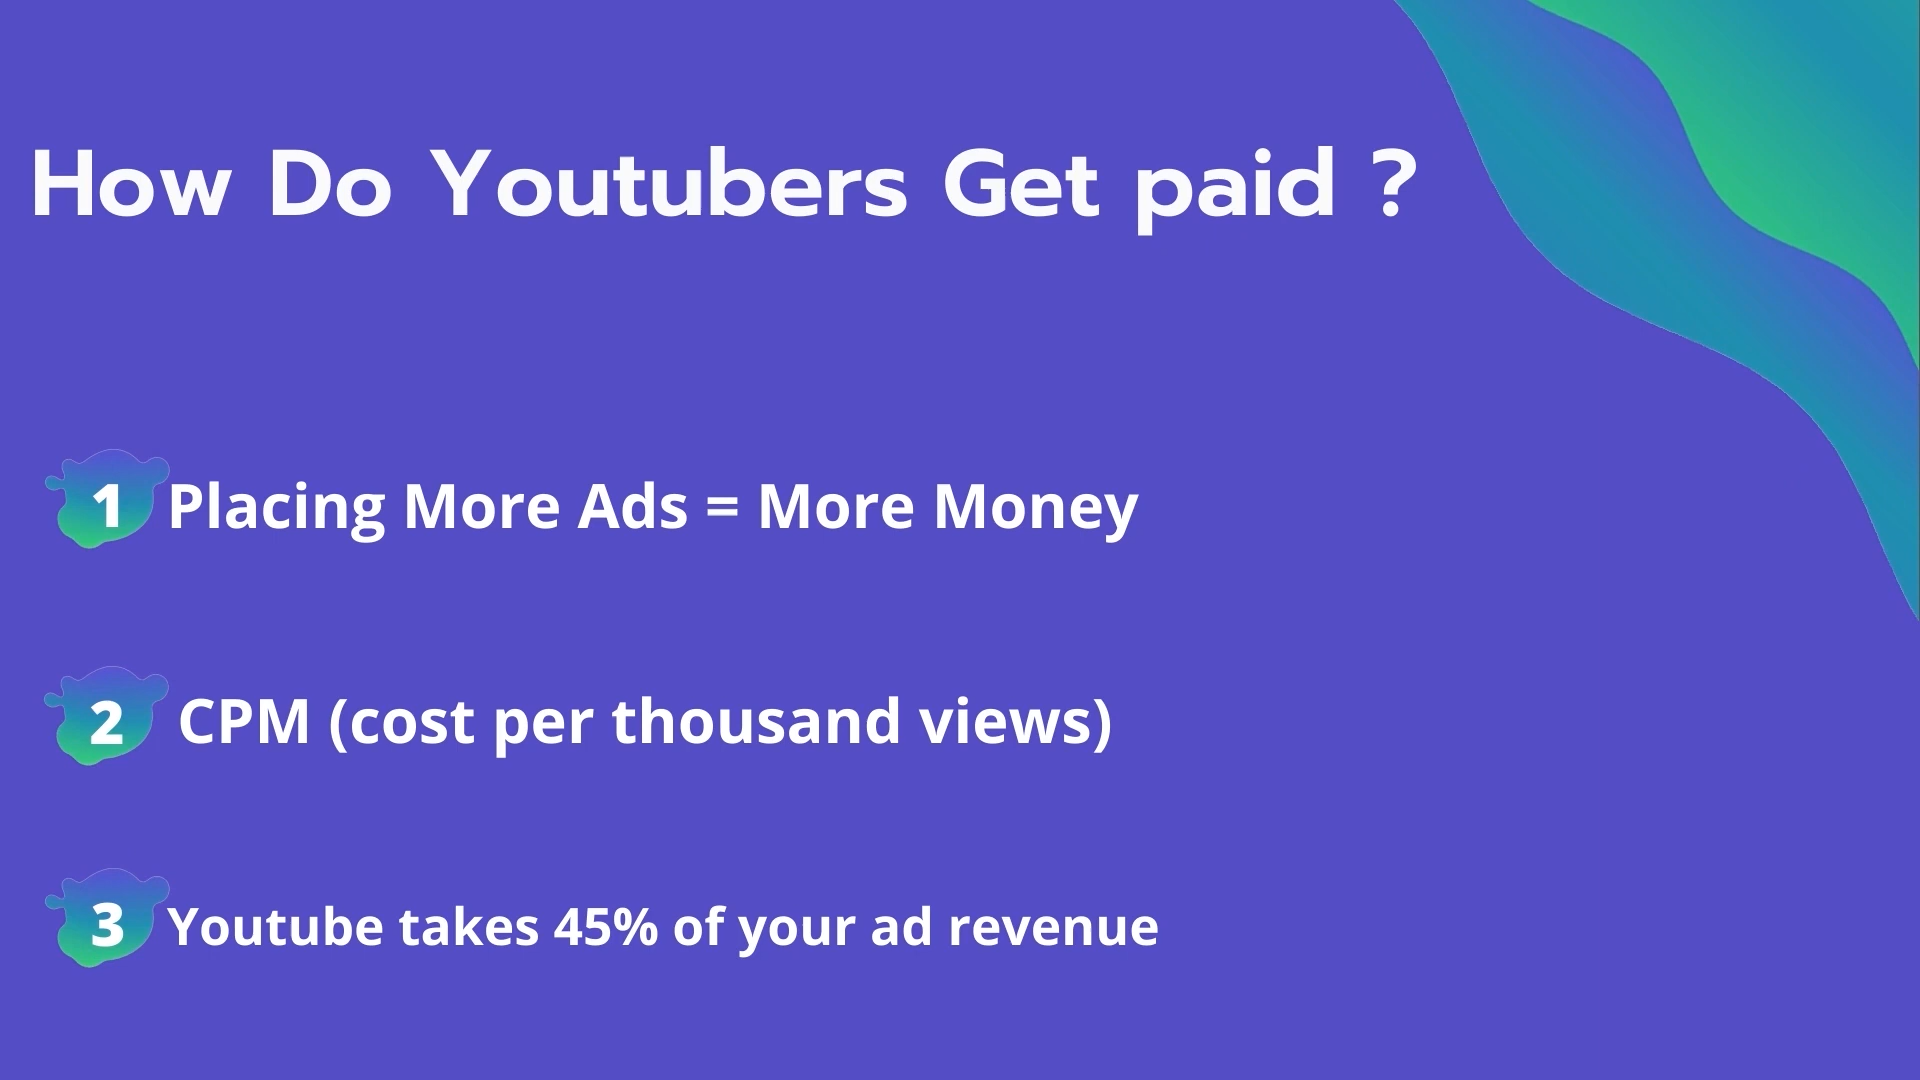 How Do Youtubers Get paid ?
1 Placing More Ads = More Money
2 CPM (cost per thousand views)
3 Youtube takes 45% of your ad revenue